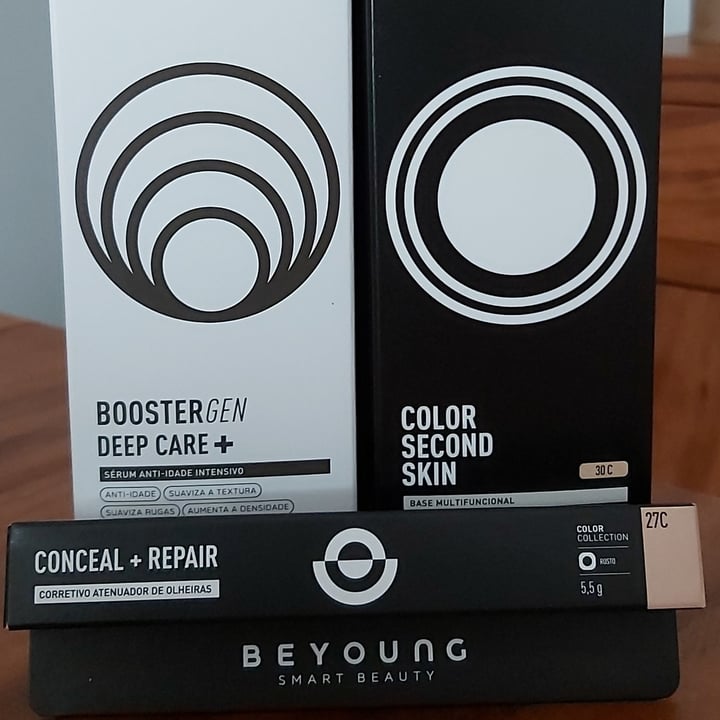 BOOSTERGEN
DEEP CARE +
SÉRUM ANTI-IDADE INTENSIVO
ANTI-IDADE SUAVIZA A TEXTURA
SUAVIZA RUGAS AUMENTA A DENSIDADE
COLOR
SECOND
SKIN
30 C
BASE MULTIFUNCIONAL
CONCEAL + REPAIR
CORRETIVO ATENUADOR DE OLHEIRAS
COLOR
COLLECTION
ROSTO
5,5 g
27C
BEYOUNG
SMART BEAUTY